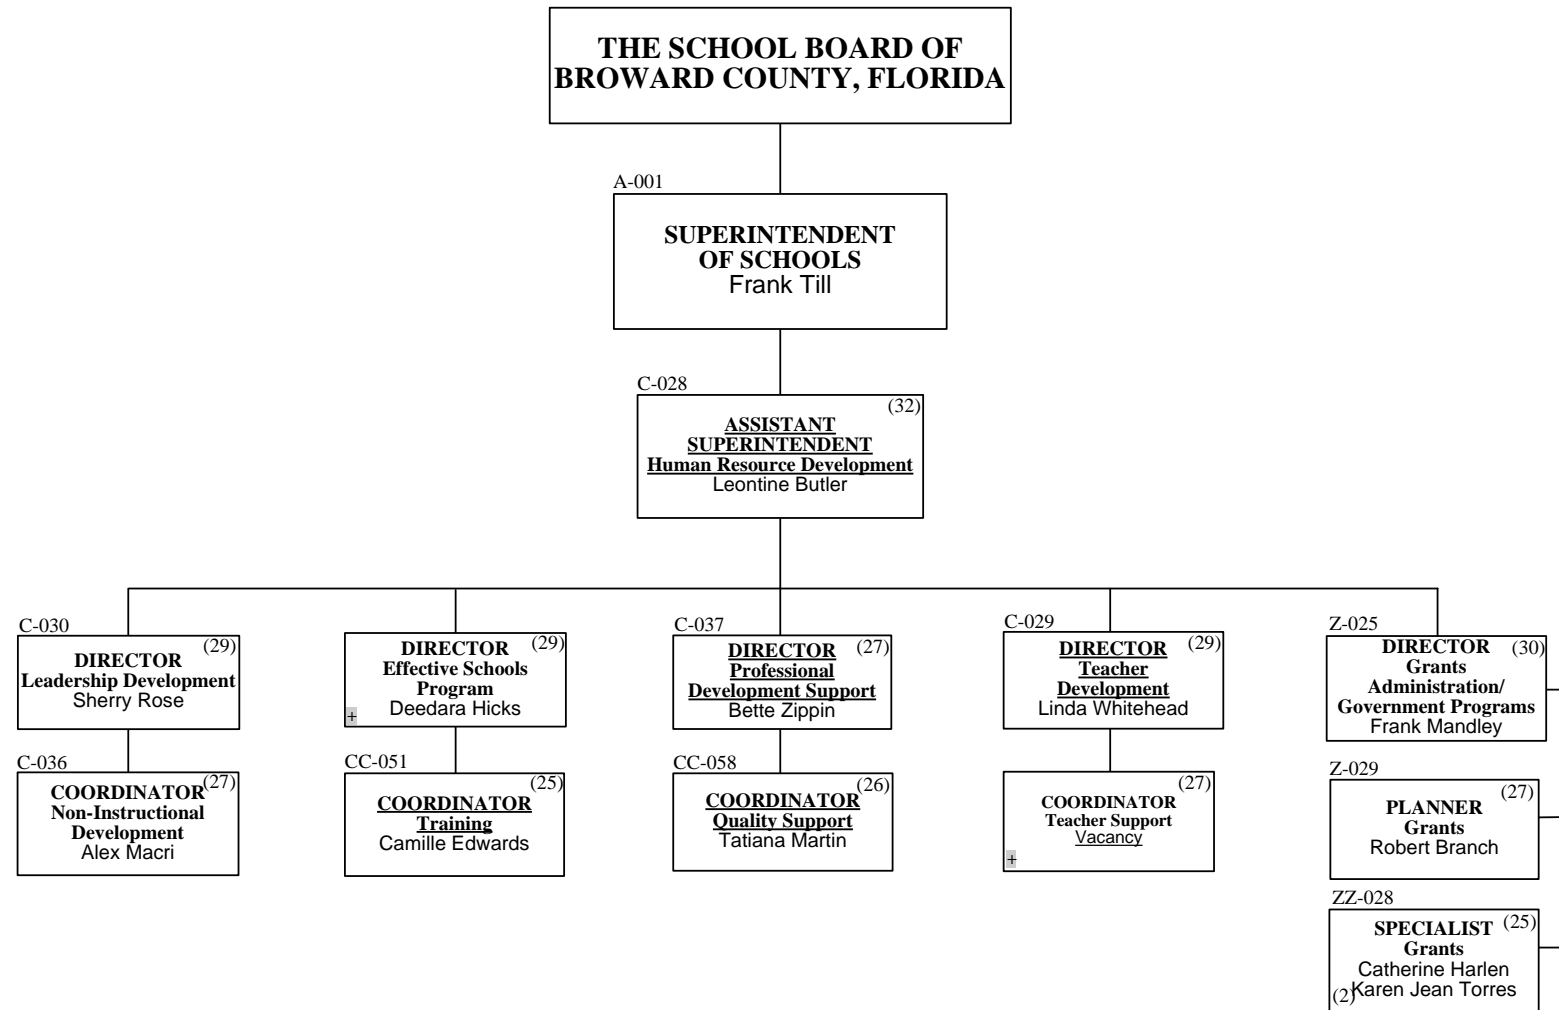 THE SCHOOL BOARD OF
BROWARD COUNTY, FLORIDA
A-001
SUPERINTENDENT
OF SCHOOLS
Frank Till
C-028
(32)
ASSISTANT
SUPERINTENDENT
Human Resource Development
Leontine Butler
C-030
(29)
DIRECTOR
Leadership Development
Sherry Rose
C-036
(27)
COORDINATOR
Non-Instructional
Development
Alex Macri
DIRECTOR (29)
Effective Schools
Program
Deedara Hicks
+
CC-051
(25)
COORDINATOR
Training
Camille Edwards
C-037
DIRECTOR (27)
Professional
Development Support
Bette Zippin
CC-058
(26)
COORDINATOR
Quality Support
Tatiana Martin
C-029
DIRECTOR (29)
Teacher
Development
Linda Whitehead
(27)
COORDINATOR
Teacher Support
Vacancy
+
Z-025
DIRECTOR (30)
Grants
Administration/
Government Programs
Frank Mandley
Z-029
(27)
PLANNER
Grants
Robert Branch
ZZ-028
SPECIALIST (25)
Grants
Catherine Harlen
Karen Jean Torres
(2)